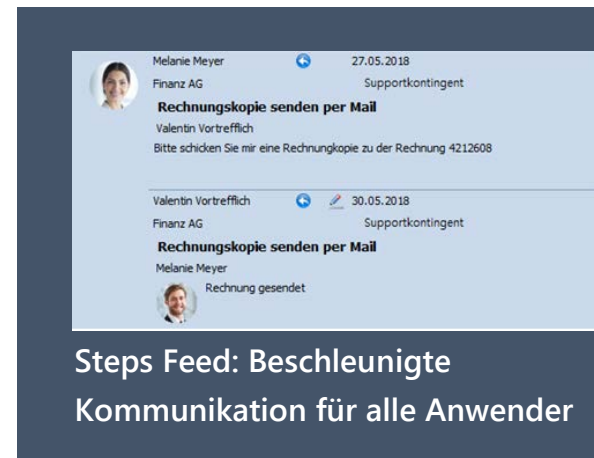 Melanie Meyer 27.05.2018
Finanz AG Supportkontingent
Rechnungskopie senden per Mail
Valentin Vortrefflich
Bitte schicken Sie mir eine Rechnungkopie zu der Rechnung 4212608
Valentin Vortrefflich 30.05.2018
Finanz AG Supportkontingent
Rechnungskopie senden per Mail
Melanie Meyer
Rechnung gesendet
Steps Feed: Beschleunigte
Kommunikation für alle Anwender